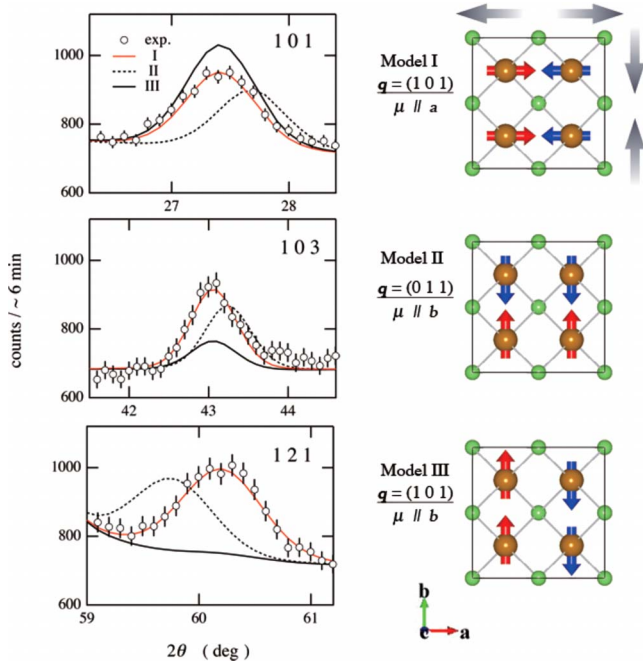 1 0 1
exp.
I
II
III
1000
800
600
27
28
1 0 3
1000
800
600
42
43
44
counts / ~ 6 min
1 2 1
1000
800
600
59
60
61
2θ ( deg )
Model I
q = (1 0 1)
μ // a
Model II
q = (0 1 1)
μ // b
Model III
q = (1 0 1)
μ // b
b
c
a